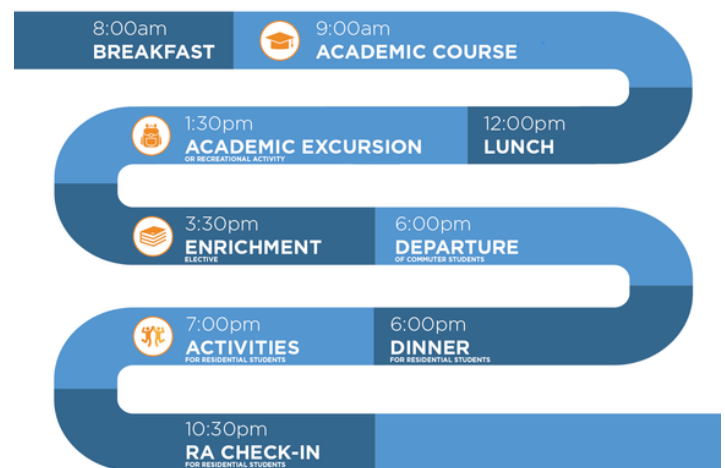 8:00am
BREAKFAST
9:00am
ACADEMIC COURSE
12:00pm
LUNCH
1:30pm
ACADEMIC EXCURSION
OR RECREATIONAL ACTIVITY
3:30pm
ENRICHMENT
ELECTIVE
6:00pm
DEPARTURE
OF COMMUTER STUDENTS
6:00pm
DINNER
FOR RESIDENTIAL STUDENTS
7:00pm
ACTIVITIES
FOR RESIDENTIAL STUDENTS
10:30pm
RA CHECK-IN
FOR RESIDENTIAL STUDENTS